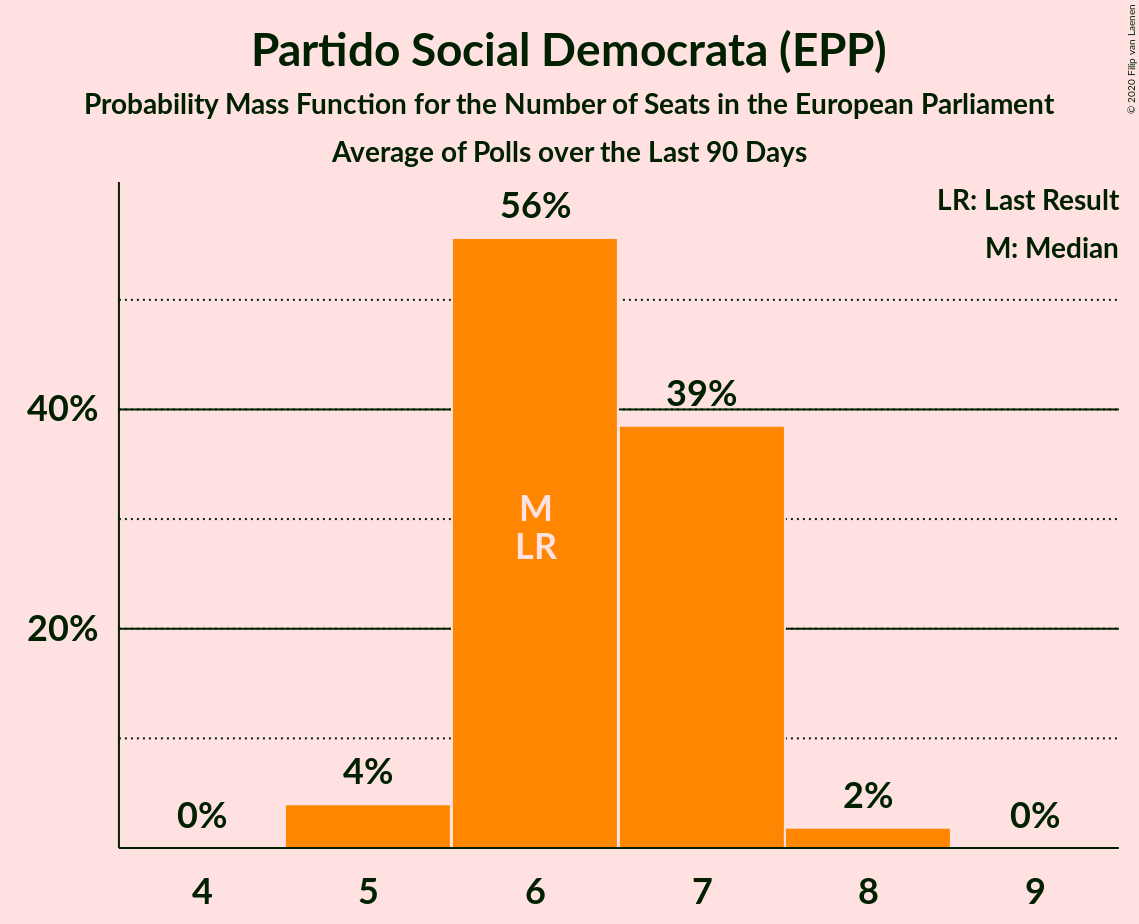 Partido Social Democrata (EPP)
Probability Mass Function for the Number of Seats in the European Parliament
Average of Polls over the Last 90 Days
© 2020 Filip van Laenen
LR: Last Result
M: Median
56%
39%
40%
M
LR
20%
4%
2%
0%
0%
4 5 6 7 8 9